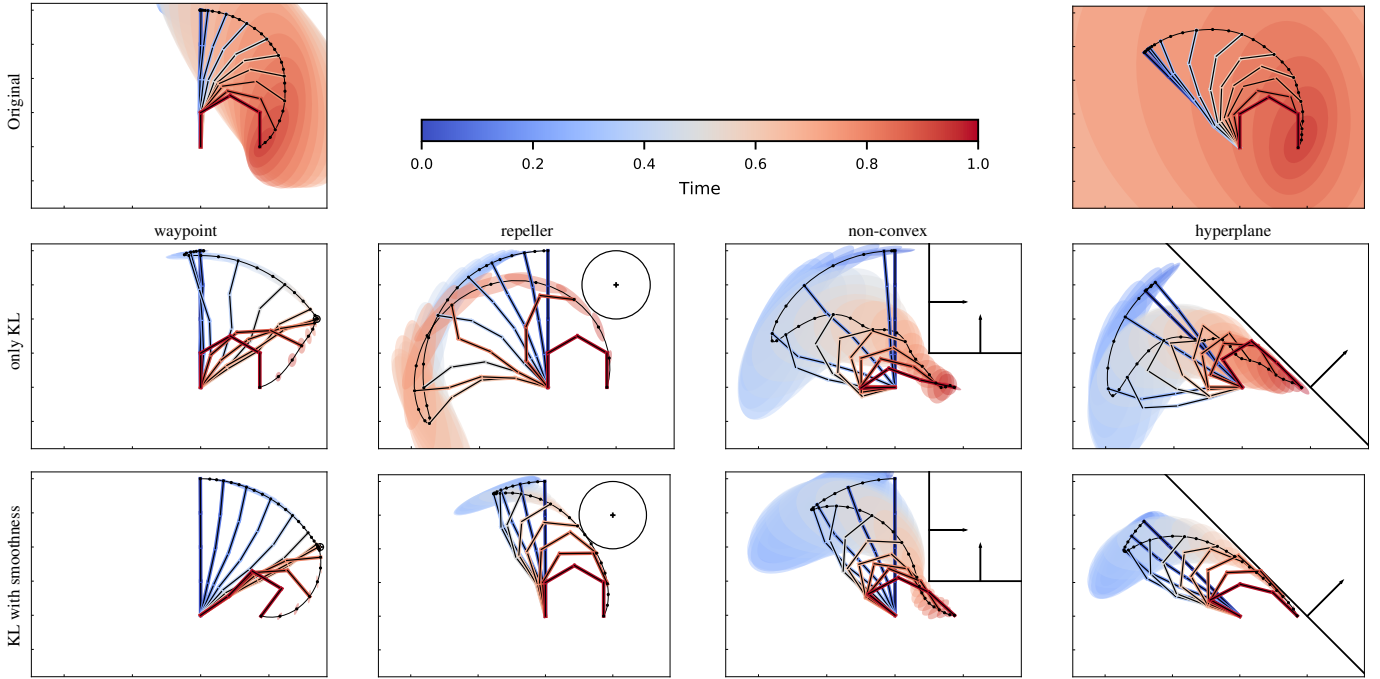 Original
0.0 0.2 0.4 0.6 0.8 1.0
Time
waypoint repeller non-convex hyperplane
only KL
KL with smoothness